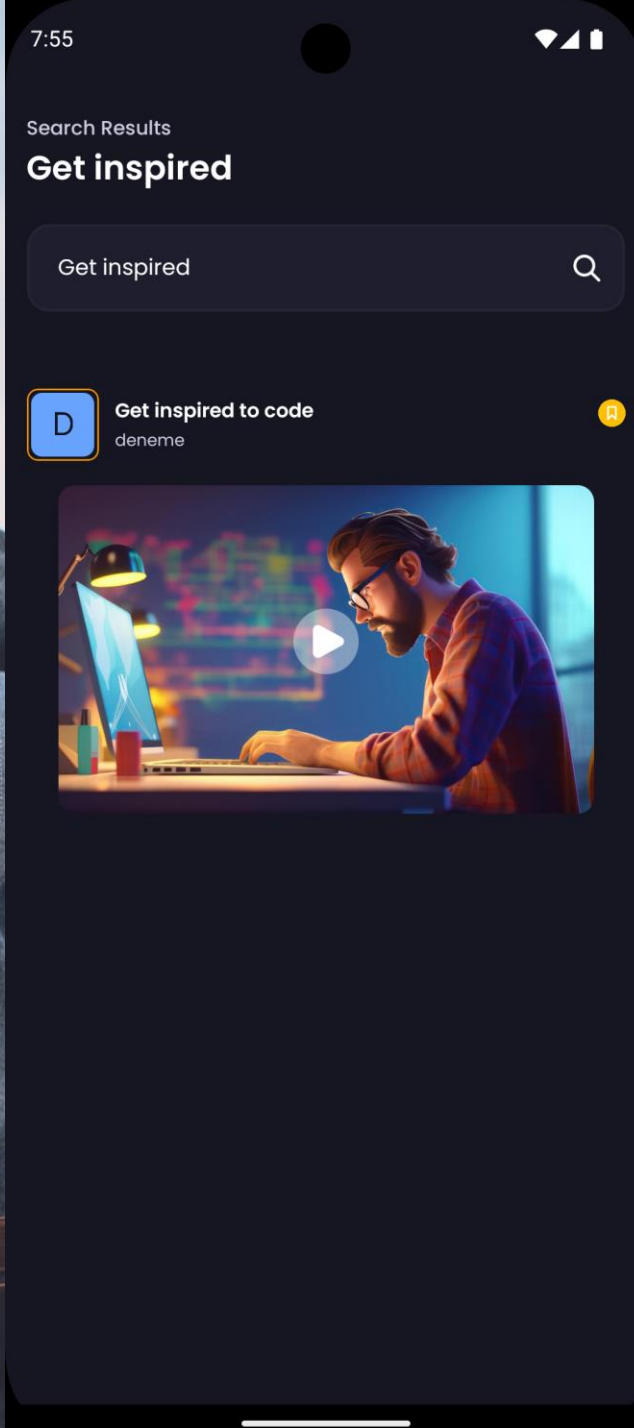 7:55
Search Results
Get inspired
Get inspired
D
Get inspired to code
deneme